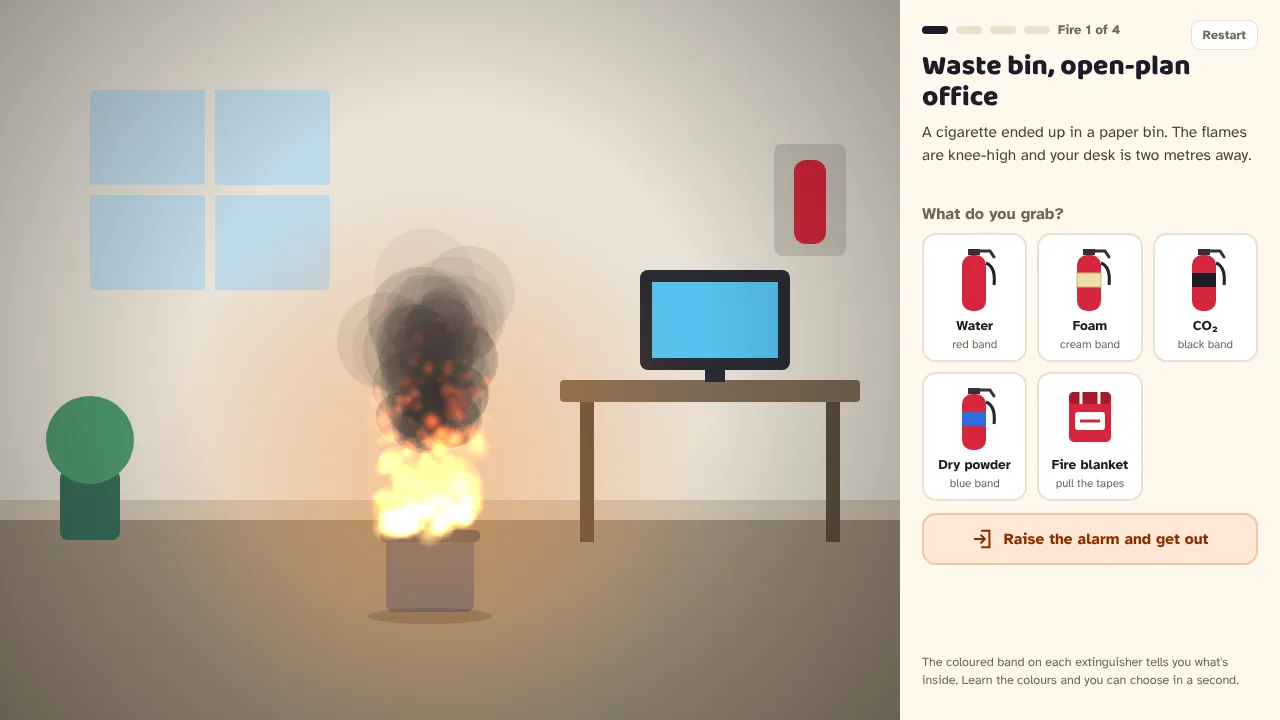 Fire 1 of 4
Restart
Waste bin, open-plan
office
A cigarette ended up in a paper bin. The flames
are knee-high and your desk is two metres away.
What do you grab?
Water
red band
Foam
cream band
CO₂
black band
Dry powder
blue band
Fire blanket
pull the tapes
Raise the alarm and get out
The coloured band on each extinguisher tells you what's
inside. Learn the colours and you can choose in a second.